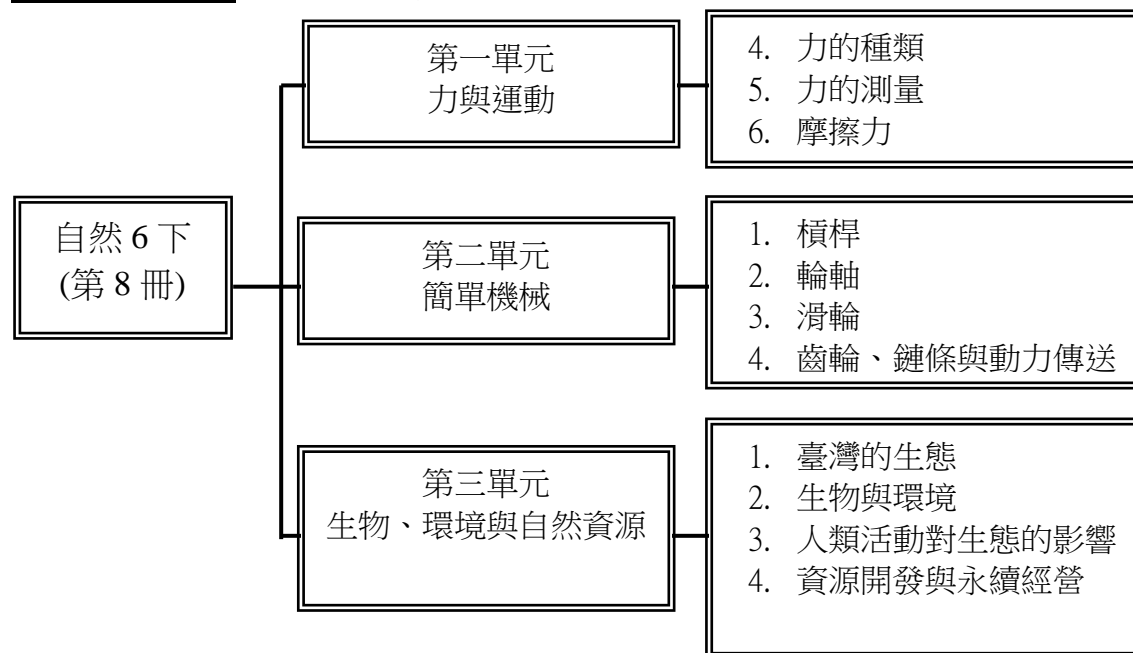 自然 6 下
(第 8 冊)
第一單元
力與運動
4. 力的種類
5. 力的測量
6. 摩擦力
第二單元
簡單機械
1. 槓桿
2. 輪軸
3. 滑輪
4. 齒輪、鏈條與動力傳送
第三單元
生物、環境與自然資源
1. 臺灣的生態
2. 生物與環境
3. 人類活動對生態的影響
4. 資源開發與永續經營